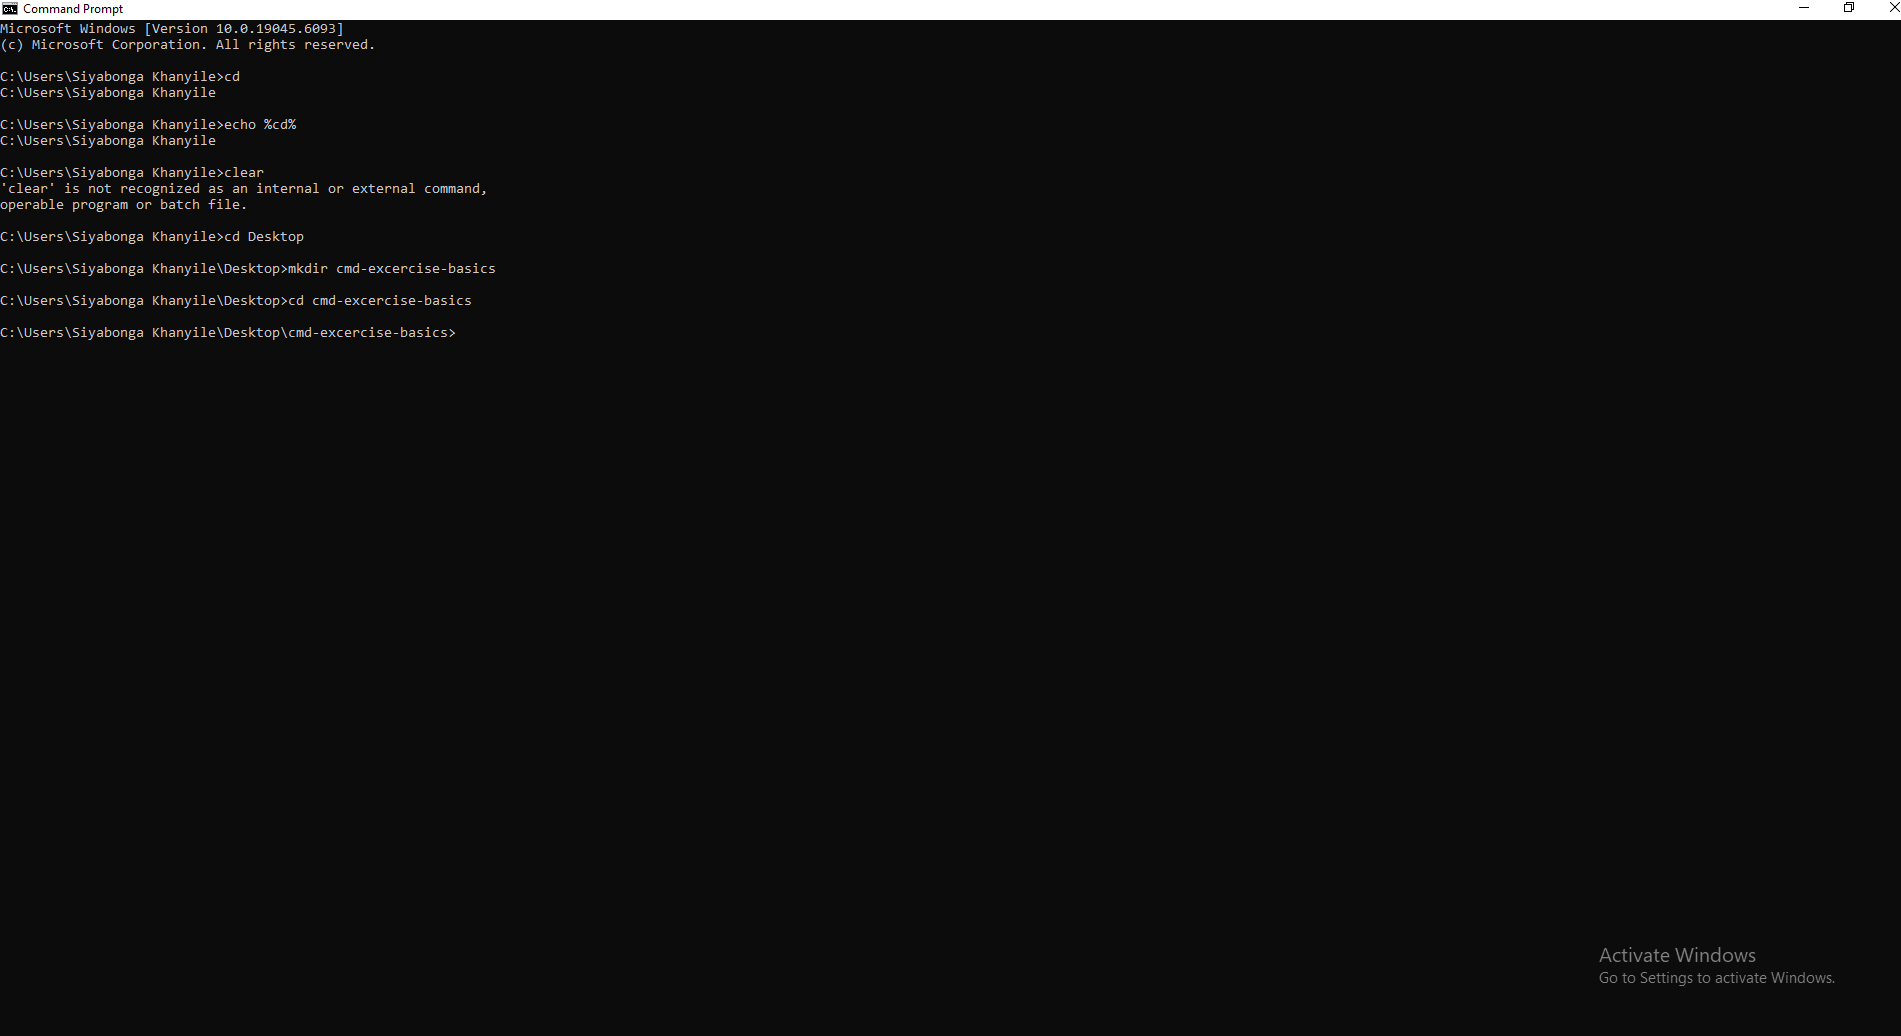 Command Prompt
Microsoft Windows [Version 10.0.19045.6093]
(c) Microsoft Corporation. All rights reserved.
C:\Users\Siyabonga Khanyile>cd
C:\Users\Siyabonga Khanyile
C:\Users\Siyabonga Khanyile>echo %cd%
C:\Users\Siyabonga Khanyile
C:\Users\Siyabonga Khanyile>clear
'clear' is not recognized as an internal or external command,
operable program or batch file.
C:\Users\Siyabonga Khanyile>cd Desktop
C:\Users\Siyabonga Khanyile\Desktop>mkdir cmd-excercise-basics
C:\Users\Siyabonga Khanyile\Desktop>cd cmd-excercise-basics
C:\Users\Siyabonga Khanyile\Desktop\cmd-excercise-basics>
Activate Windows
Go to Settings to activate Windows.